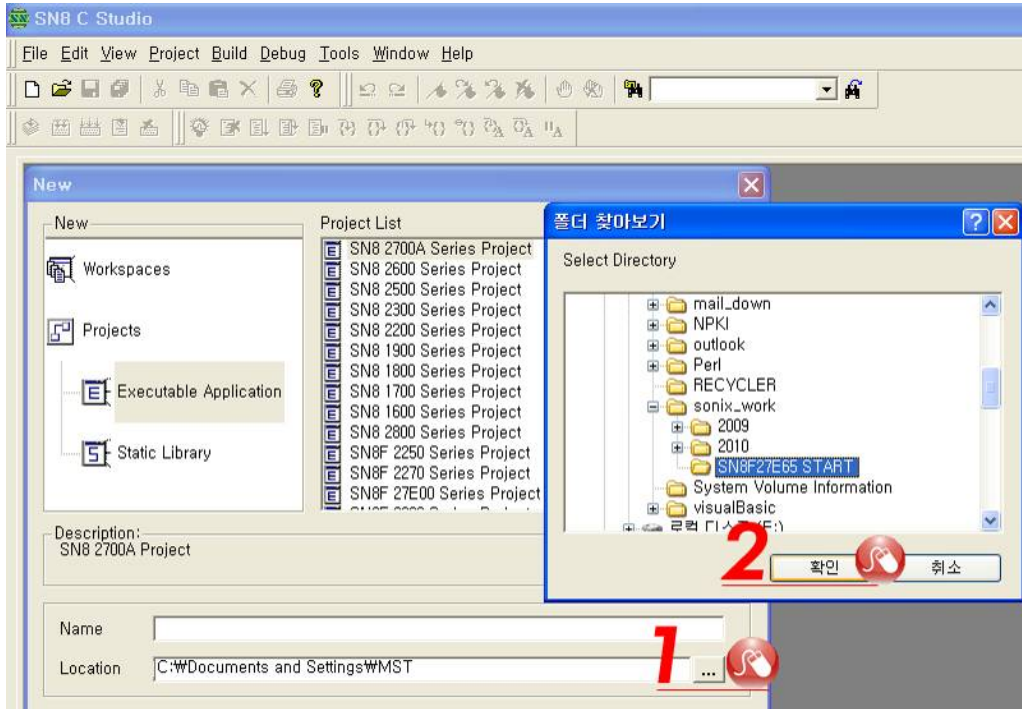 SN8 C Studio
File Edit View Project Build Debug Tools Window Help
New
New
Workspaces
Projects
Executable Application
Static Library
Project List
SN8 2700A Series Project
SN8 2600 Series Project
SN8 2500 Series Project
SN8 2300 Series Project
SN8 2200 Series Project
SN8 1900 Series Project
SN8 1800 Series Project
SN8 1700 Series Project
SN8 1600 Series Project
SN8 2800 Series Project
SN8F 2250 Series Project
SN8F 2270 Series Project
SN8F 27E00 Series Project
Description:
SN8 2700A Project
Name
Location C:₩Documents and Settings₩MST ...
1
폴더 찾아보기
Select Directory
mail_down
NPKI
outlook
Perl
RECYCLER
sonix_work
2009
2010
SN8F27E65 START
System Volume Information
visualBasic
로컬 디스크 (E:)
2
확인 취소